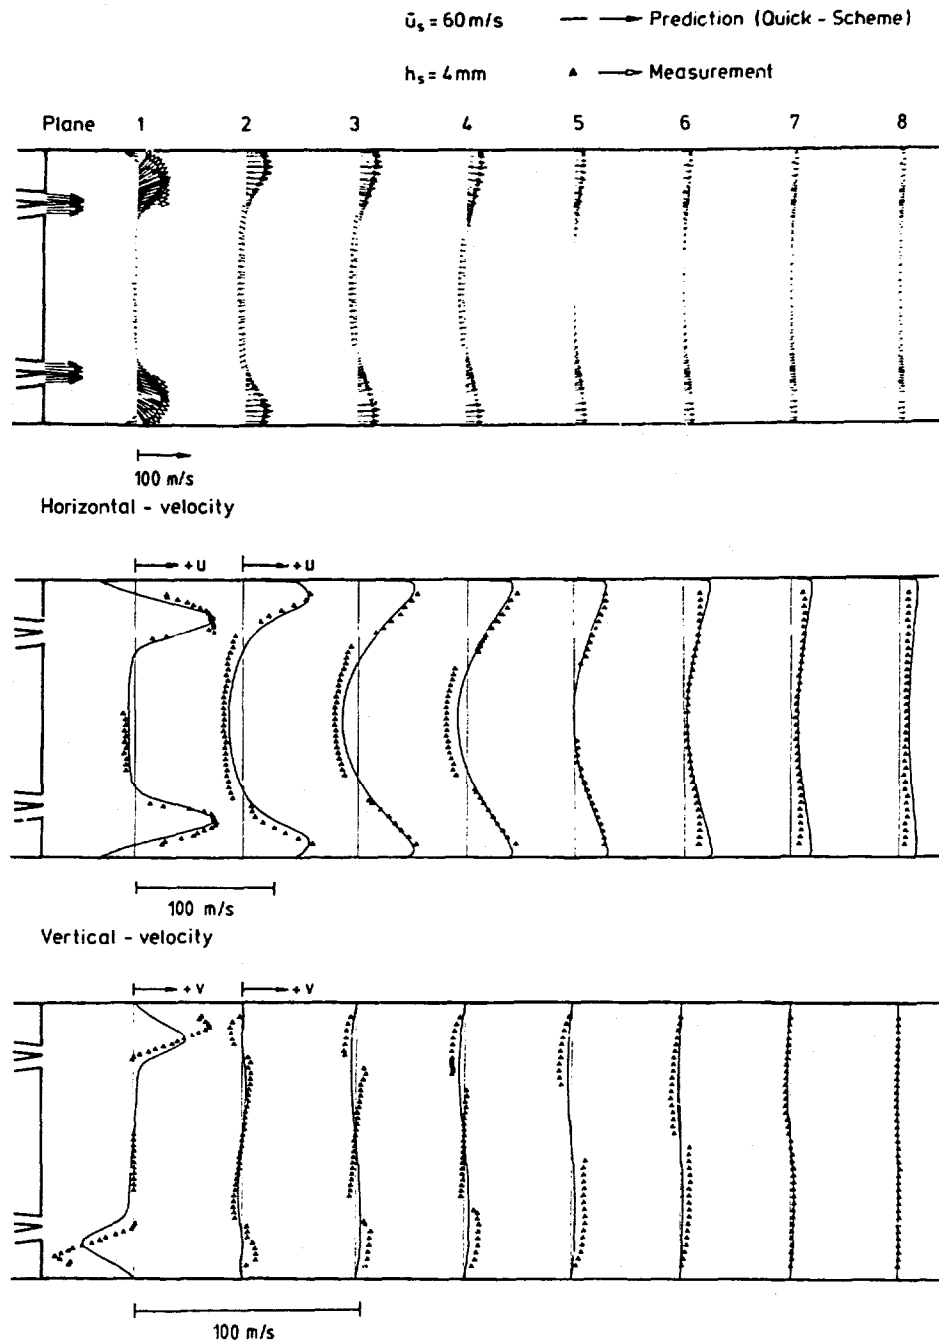 ū_s = 60 m/s — → Prediction (Quick - Scheme)
h_s = 4 mm ▲ → Measurement
Plane 1 2 3 4 5 6 7 8
100 m/s
Horizontal - velocity
+u +u
100 m/s
Vertical - velocity
+v +v
100 m/s